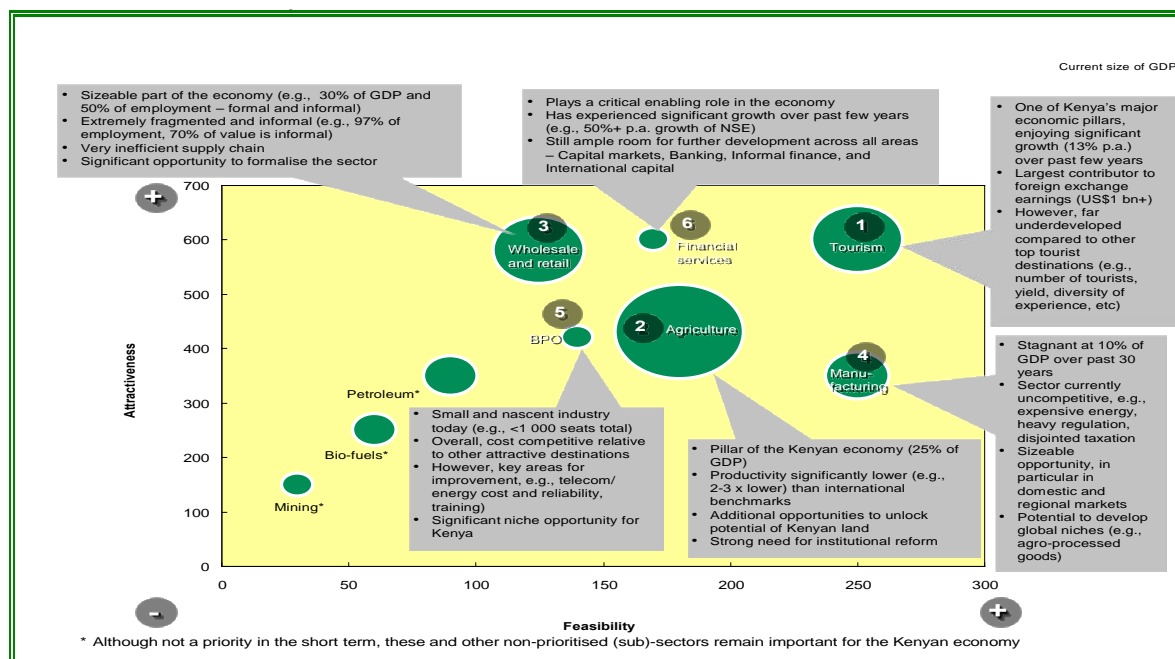 Current size of GDP
• Sizeable part of the economy (e.g., 30% of GDP and
50% of employment – formal and informal)
• Extremely fragmented and informal (e.g., 97% of
employment, 70% of value is informal)
• Very inefficient supply chain
• Significant opportunity to formalise the sector
• Plays a critical enabling role in the economy
• Has experienced significant growth over past few years
(e.g., 50%+ p.a. growth of NSE)
• Still ample room for further development across all areas
– Capital markets, Banking, Informal finance, and
International capital
• One of Kenya's major
economic pillars,
enjoying significant
growth (13% p.a.)
over past few years
• Largest contributor to
foreign exchange
earnings (US$1 bn+)
• However, far
underdeveloped
compared to other
top tourist
destinations (e.g.,
number of tourists,
yield, diversity of
experience, etc)
+
700
600
500
400
300
200
100
0
Attractiveness
3
Wholesale
and retail
6
Financial
services
1
Tourism
5
BPO
2
Agriculture
4
Manu-
facturing
Petroleum*
Bio-fuels*
Mining*
• Small and nascent industry
today (e.g., <1 000 seats total)
• Overall, cost competitive relative
to other attractive destinations
• However, key areas for
improvement, e.g., telecom/
energy cost and reliability,
training)
• Significant niche opportunity for
Kenya
• Pillar of the Kenyan economy (25% of
GDP)
• Productivity significantly lower (e.g.,
2-3 x lower) than international
benchmarks
• Additional opportunities to unlock
potential of Kenyan land
• Strong need for institutional reform
• Stagnant at 10% of
GDP over past 30
years
• Sector currently
uncompetitive, e.g.,
expensive energy,
heavy regulation,
disjointed taxation
• Sizeable
opportunity, in
particular in
domestic and
regional markets
• Potential to develop
global niches (e.g.,
agro-processed
goods)
0 50 100 150 200 250 300
- +
Feasibility
* Although not a priority in the short term, these and other non-prioritised (sub)-sectors remain important for the Kenyan economy